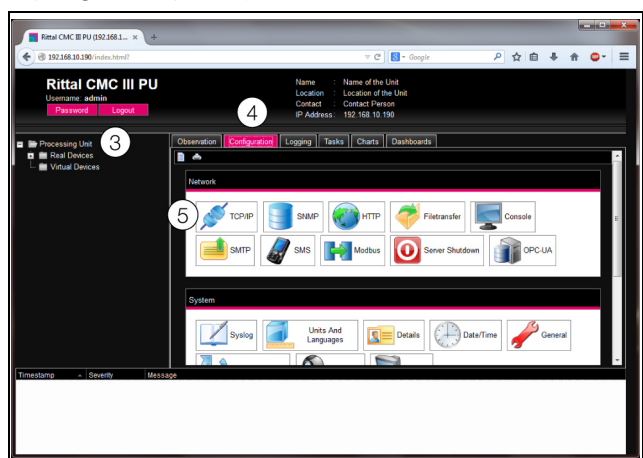 Rittal CMC III PU (192.168.1...
192.168.10.190/index.html?
Google
Rittal CMC III PU
Username: admin
Password Logout
Name : Name of the Unit
Location : Location of the Unit
Contact : Contact Person
IP Address : 192.168.10.190
4
3
Processing Unit
Real Devices
Virtual Devices
Observation Configuration Logging Tasks Charts Dashboards
Network
5
TCP/IP SNMP HTTP Filetransfer Console
SMTP SMS Modbus Server Shutdown OPC-UA
System
Syslog Units And Languages Details Date/Time General
Timestamp Severity Message